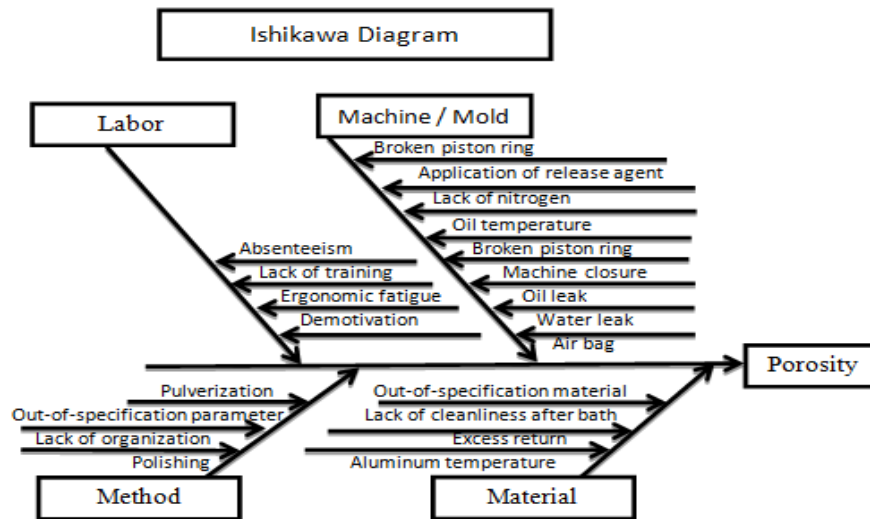 Ishikawa Diagram
Labor
Machine / Mold
Broken piston ring
Application of release agent
Lack of nitrogen
Oil temperature
Broken piston ring
Machine closure
Oil leak
Water leak
Air bag
Absenteeism
Lack of training
Ergonomic fatigue
Demotivation
Porosity
Pulverization
Out-of-specification parameter
Lack of organization
Polishing
Method
Out-of-specification material
Lack of cleanliness after bath
Excess return
Aluminum temperature
Material